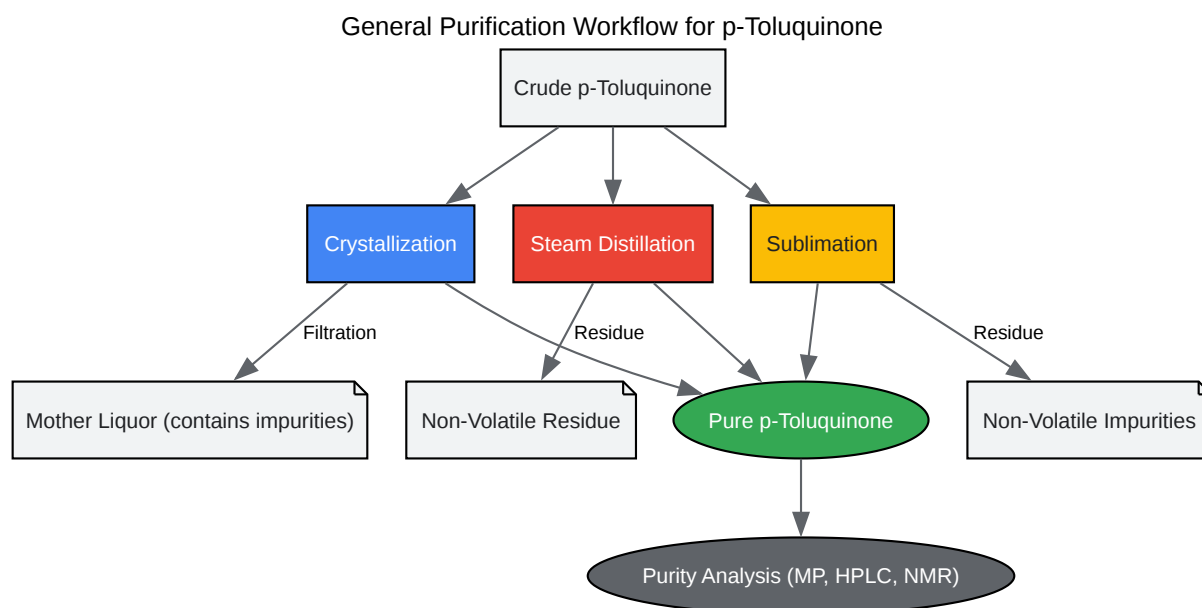 General Purification Workflow for p-Toluquinone
Crude p-Toluquinone
Crystallization
Steam Distillation
Sublimation
Filtration
Residue
Residue
Mother Liquor (contains impurities)
Non-Volatile Residue
Pure p-Toluquinone
Non-Volatile Impurities
Purity Analysis (MP, HPLC, NMR)